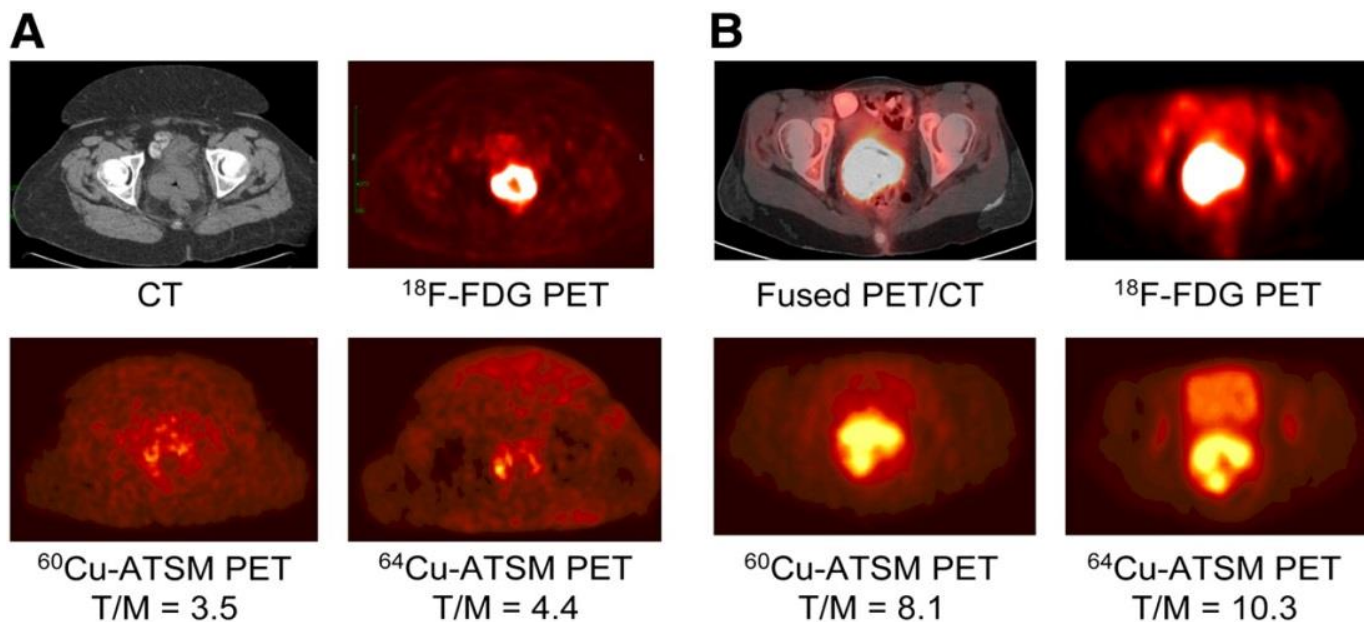 A
B
CT
¹⁸F-FDG PET
Fused PET/CT
¹⁸F-FDG PET
⁶⁰Cu-ATSM PET
T/M = 3.5
⁶⁴Cu-ATSM PET
T/M = 4.4
⁶⁰Cu-ATSM PET
T/M = 8.1
⁶⁴Cu-ATSM PET
T/M = 10.3